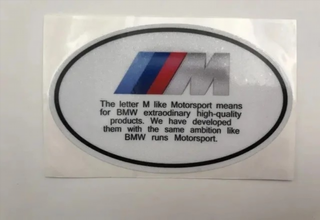 M
The letter M like Motorsport means
for BMW extraodinary high-quality
products. We have developed
them with the same ambition like
BMW runs Motorsport.